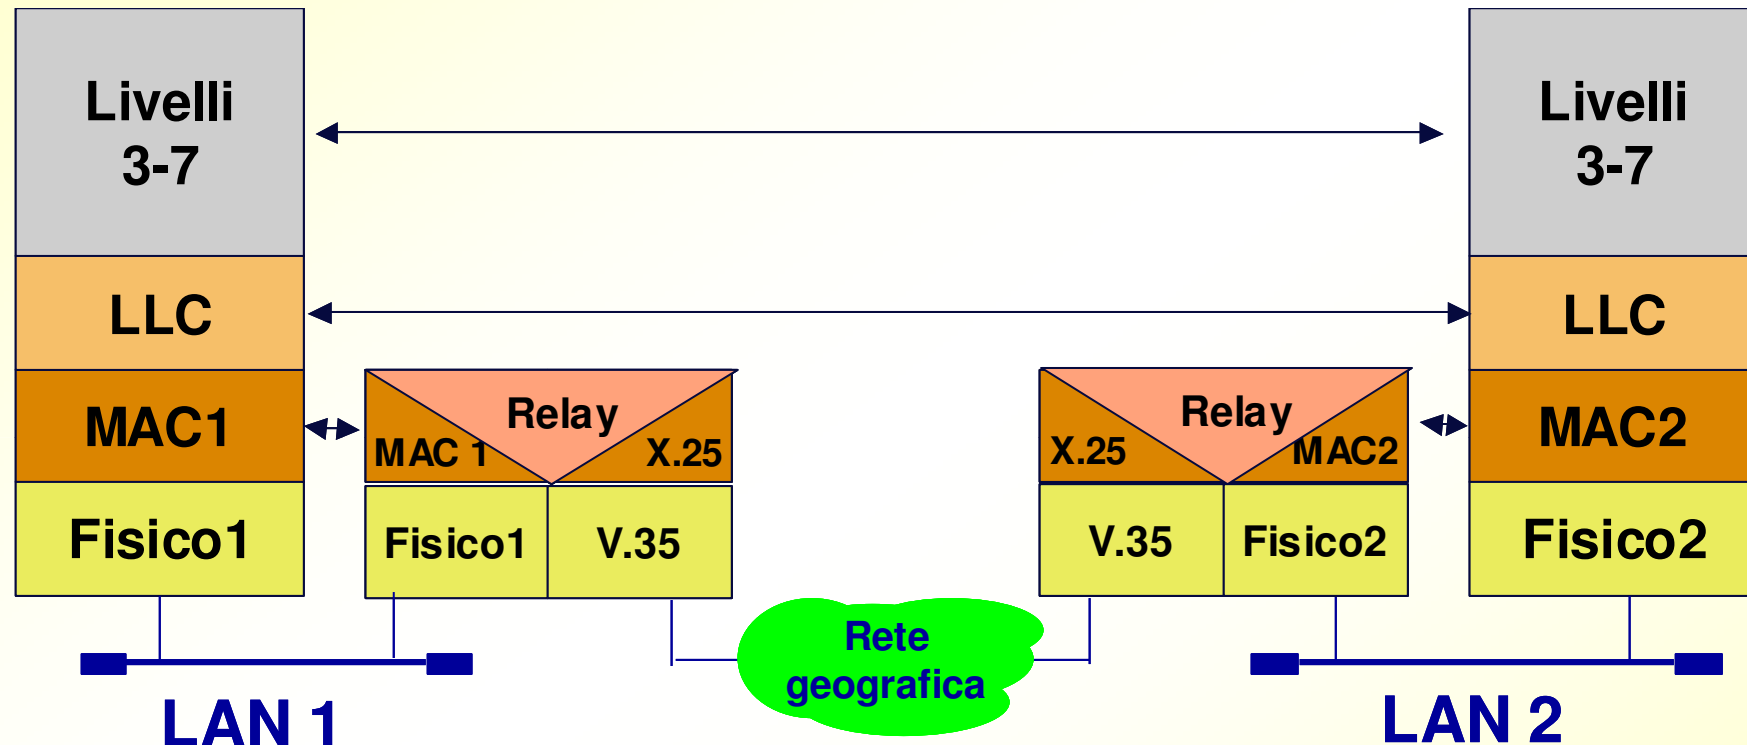 Livelli
3-7
LLC
MAC1
Fisico1
Relay
MAC 1
X.25
Fisico1
V.35
Rete
geografica
Relay
X.25
MAC2
V.35
Fisico2
Livelli
3-7
LLC
MAC2
Fisico2
LAN 1
LAN 2